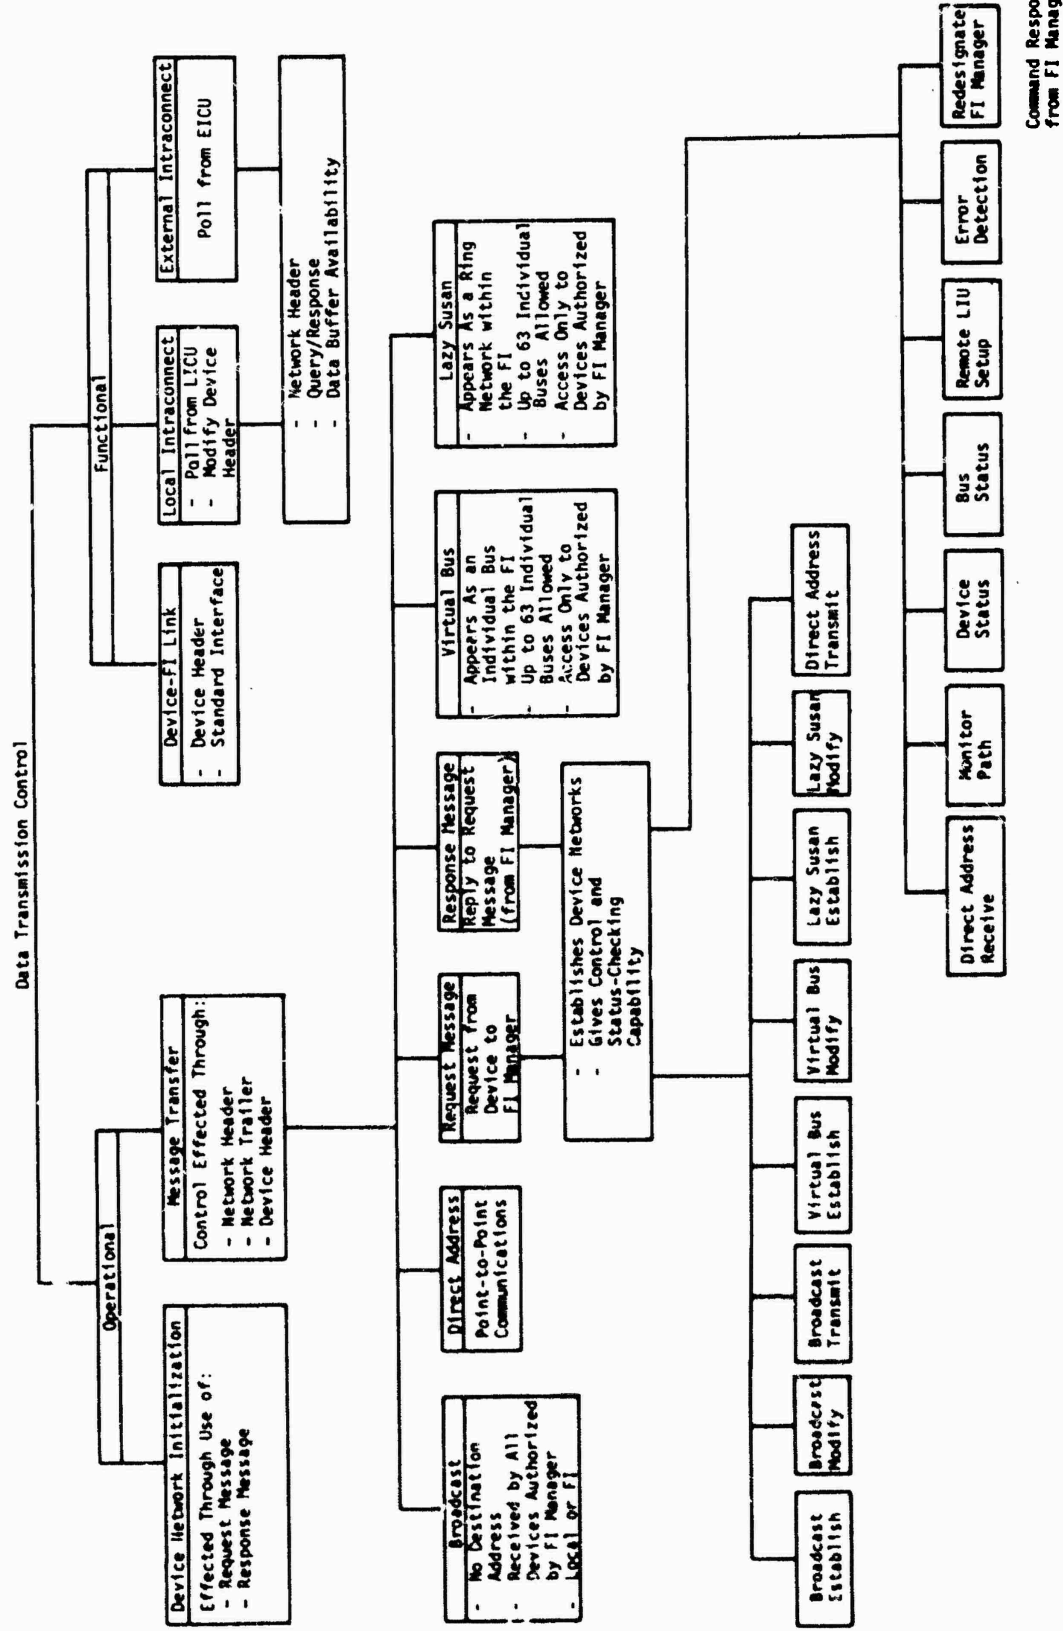 Data Transmission Control
Operational
Functional
Device Network Initialization
Effected Through Use of:
- Request Message
- Response Message
Message Transfer
Control Effected Through:
- Network Header
- Network Trailer
- Device Header
Device-FI Link
- Device Header
- Standard Interface
Local Intraconnect
- Poll from LICU
- Modify Device
Header
External Intraconnect
Poll from EICU
- Network Header
- Query/Response
- Data Buffer Availability
Broadcast
- No Destination
Address
- Received by All
Devices Authorized
by FI Manager
- Local or FI
Direct Address
Point-to-Point
Communications
Request Message
Request from
Device to
FI Manager
Response Message
Reply to Request
Message
(from FI Manager)
Virtual Bus
- Appears As an
Individual Bus
within the FI
- Up to 63 Individual
Buses Allowed
- Access Only to
Devices Authorized
by FI Manager
Lazy Susan
- Appears As a Ring
Network within
the FI
- Up to 63 Individual
Buses Allowed
- Access Only to
Devices Authorized
by FI Manager
- Establishes Device Networks
- Gives Control and
Status-Checking
Capability
Broadcast
Establish
Broadcast
Modify
Broadcast
Transmit
Virtual Bus
Establish
Virtual Bus
Modify
Lazy Susan
Establish
Lazy Susan
Modify
Direct Address
Transmit
Direct Address
Receive
Monitor
Path
Device
Status
Bus
Status
Remote LIU
Setup
Error
Detection
Redesignate
FI Manager
Command Respo
from FI Manag